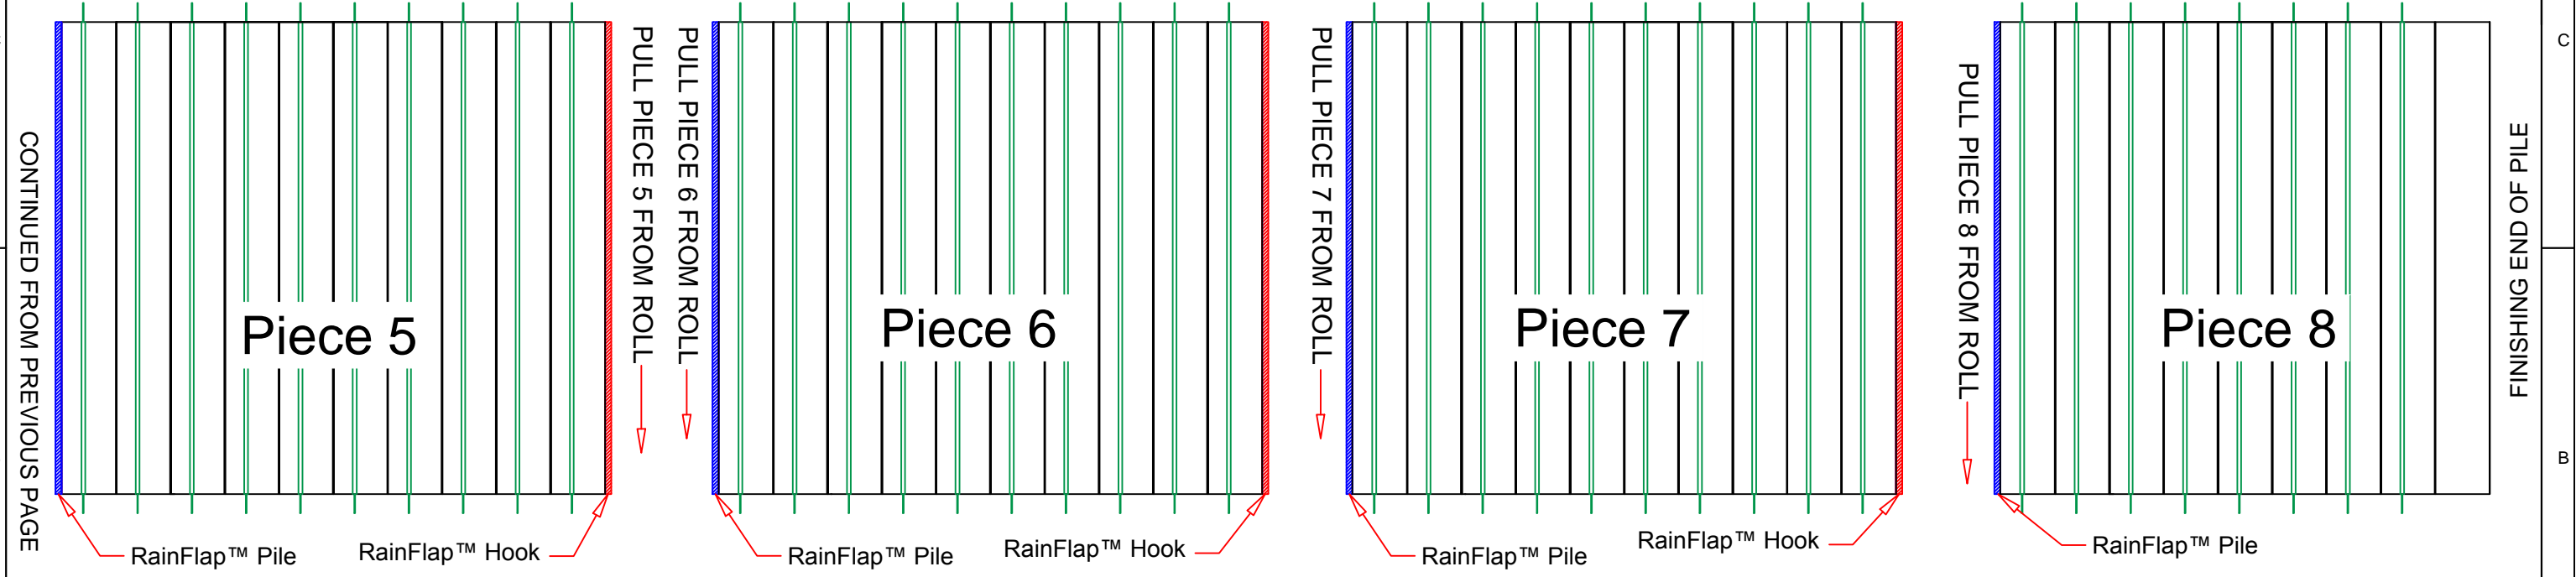 CONTINUED FROM PREVIOUS PAGE
Piece 5
RainFlap™ Pile
RainFlap™ Hook
PULL PIECE 5 FROM ROLL
PULL PIECE 6 FROM ROLL
Piece 6
RainFlap™ Pile
RainFlap™ Hook
PULL PIECE 7 FROM ROLL
Piece 7
RainFlap™ Pile
RainFlap™ Hook
PULL PIECE 8 FROM ROLL
Piece 8
RainFlap™ Pile
FINISHING END OF PILE
C
B